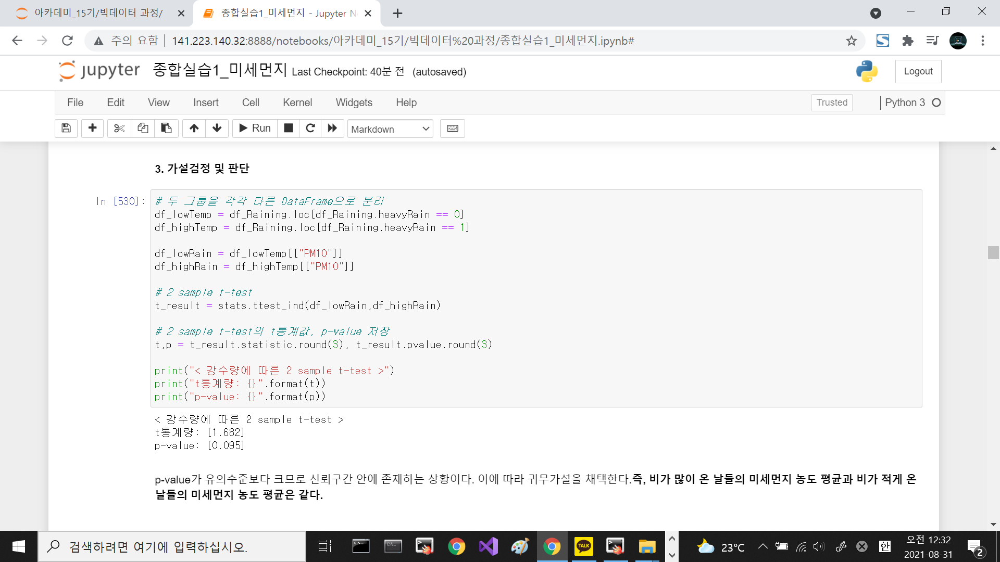 아카데미_15기/빅데이터 과정/
종합실습1_미세먼지 - Jupyter N
주의 요함 141.223.140.32:8888/notebooks/아카데미_15기/빅데이터%20과정/종합실습1_미세먼지.ipynb#
jupyter 종합실습1_미세먼지 Last Checkpoint: 40분 전 (autosaved)
Logout
File Edit View Insert Cell Kernel Widgets Help
Trusted Python 3
Run Markdown
3. 가설검정 및 판단
In [530]:
# 두 그룹을 각각 다른 DataFrame으로 분리
df_lowTemp = df_Raining.loc[df_Raining.heavyRain == 0]
df_highTemp = df_Raining.loc[df_Raining.heavyRain == 1]
df_lowRain = df_lowTemp[["PM10"]]
df_highRain = df_highTemp[["PM10"]]
# 2 sample t-test
t_result = stats.ttest_ind(df_lowRain,df_highRain)
# 2 sample t-test의 t통계값, p-value 저장
t,p = t_result.statistic.round(3), t_result.pvalue.round(3)
print("< 강수량에 따른 2 sample t-test >")
print("t통계량: {}".format(t))
print("p-value: {}".format(p))
< 강수량에 따른 2 sample t-test >
t통계량: [1.682]
p-value: [0.095]
p-value가 유의수준보다 크므로 신뢰구간 안에 존재하는 상황이다. 이에 따라 귀무가설을 채택한다.즉, 비가 많이 온 날들의 미세먼지 농도 평균과 비가 적게 온
날들의 미세먼지 농도 평균은 같다.
검색하려면 여기에 입력하십시오.
TALK
23°C
한
오전 12:32
2021-08-31
2